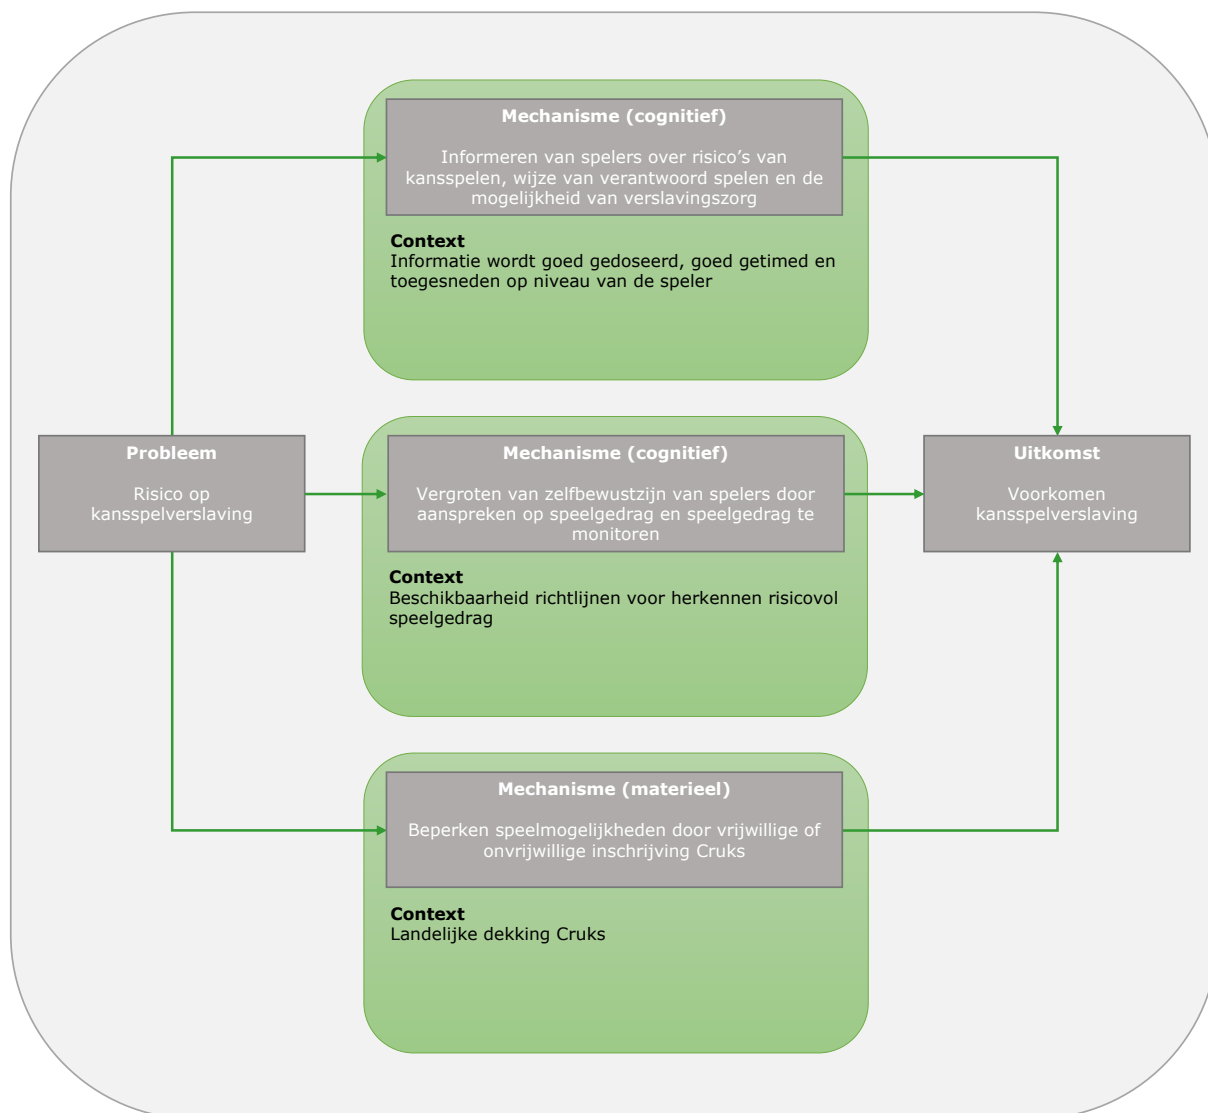 Mechanisme (cognitief)
Informeren van spelers over risico's van
kansspelen, wijze van verantwoord spelen en de
mogelijkheid van verslavingszorg
Context
Informatie wordt goed gedoseerd, goed getimed en
toegesneden op niveau van de speler
Probleem
Risico op
kansspelverslaving
Mechanisme (cognitief)
Vergroten van zelfbewustzijn van spelers door
aanspreken op speelgedrag en speelgedrag te
monitoren
Context
Beschikbaarheid richtlijnen voor herkennen risicovol
speelgedrag
Uitkomst
Voorkomen
kansspelverslaving
Mechanisme (materieel)
Beperken speelmogelijkheden door vrijwillige of
onvrijwillige inschrijving Cruks
Context
Landelijke dekking Cruks